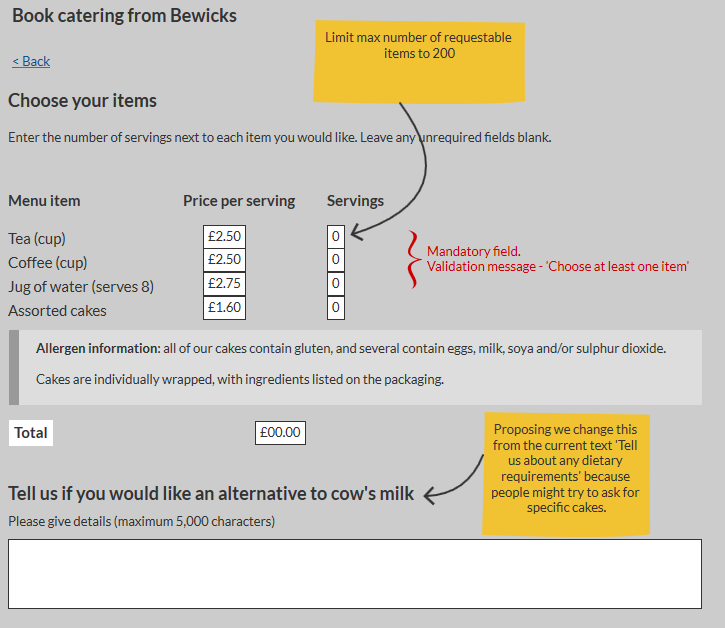 Book catering from Bewicks
Limit max number of requestable
items to 200
< Back
Choose your items
Enter the number of servings next to each item you would like. Leave any unrequired fields blank.
Menu item Price per serving Servings
Tea (cup) £2.50 0
Coffee (cup) £2.50 0
Jug of water (serves 8) £2.75 0
Assorted cakes £1.60 0
Mandatory field.
Validation message - 'Choose at least one item'
Allergen information: all of our cakes contain gluten, and several contain eggs, milk, soya and/or sulphur dioxide.
Cakes are individually wrapped, with ingredients listed on the packaging.
Total £00.00
Proposing we change this
from the current text 'Tell
us about any dietary
requirements' because
people might try to ask for
specific cakes.
Tell us if you would like an alternative to cow's milk
Please give details (maximum 5,000 characters)